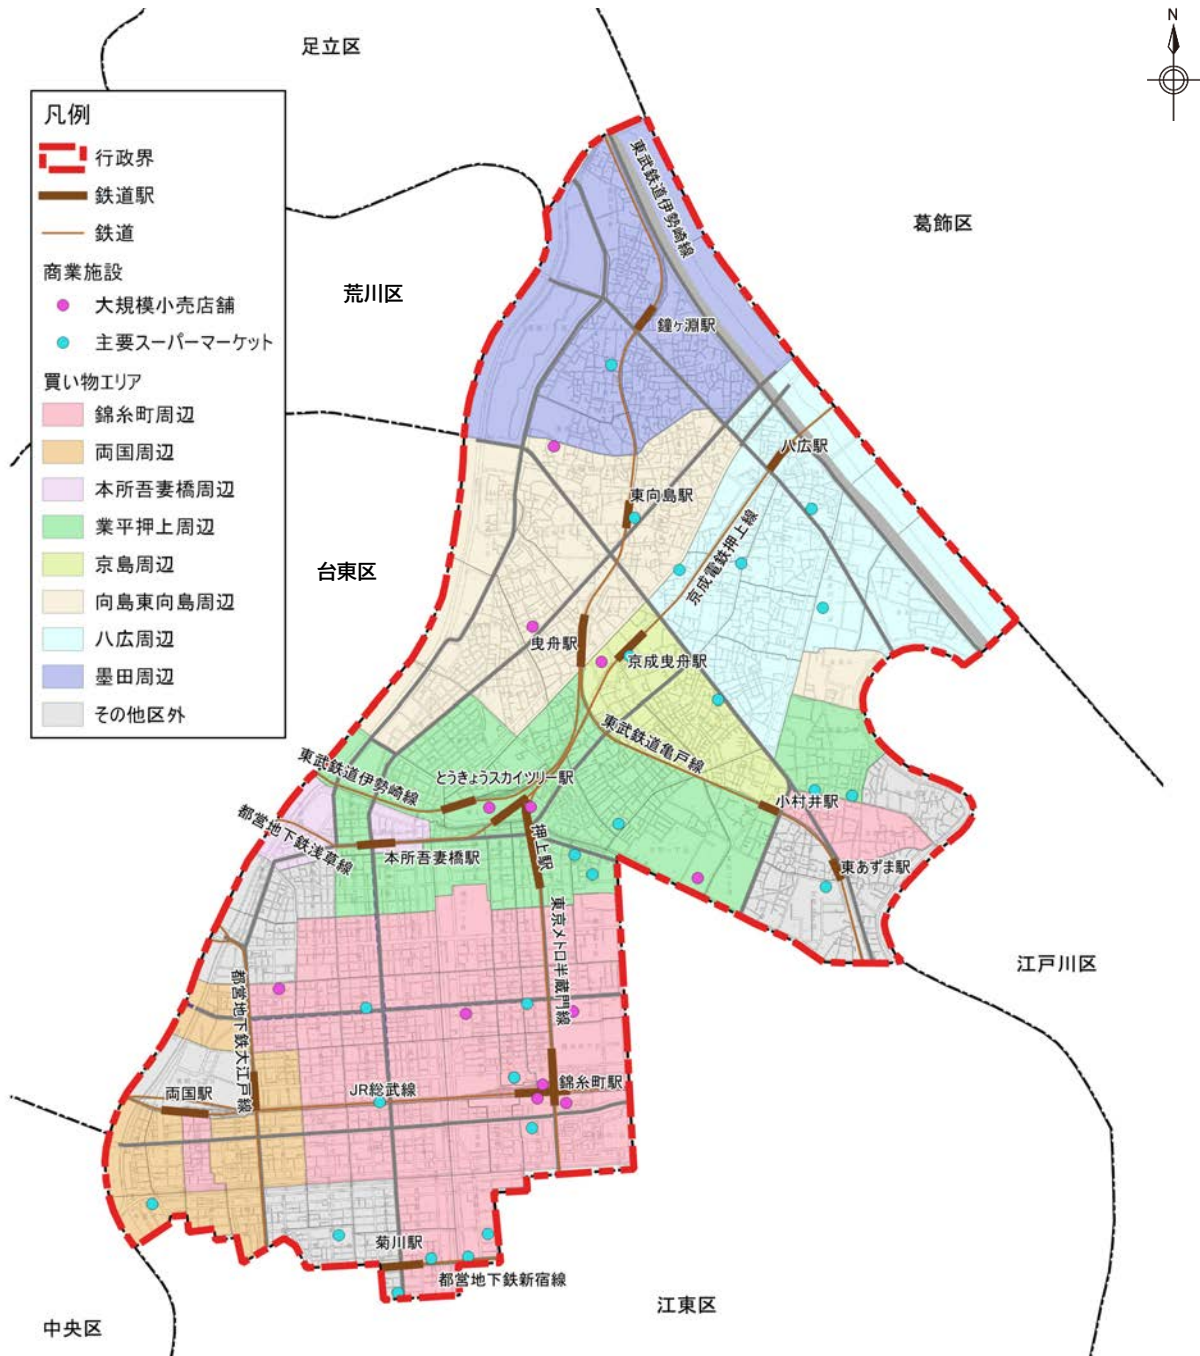 N
足立区
凡例
行政界
鉄道駅
鉄道
商業施設
大規模小売店舗
主要スーパーマーケット
買い物エリア
錦糸町周辺
両国周辺
本所吾妻橋周辺
業平押上周辺
京島周辺
向島東向島周辺
八広周辺
墨田周辺
その他区外
東武鉄道伊勢崎線
葛飾区
荒川区
鐘ヶ淵駅
八広駅
東向島駅
京成電鉄押上線
台東区
曳舟駅
京成曳舟駅
東武鉄道亀戸線
東武鉄道伊勢崎線
とうきょうスカイツリー駅
小村井駅
都営地下鉄浅草線
本所吾妻橋駅
押上駅
東あずま駅
東京メトロ半蔵門線
江戸川区
都営地下鉄大江戸線
両国駅
JR総武線
錦糸町駅
菊川駅
都営地下鉄新宿線
江東区
中央区